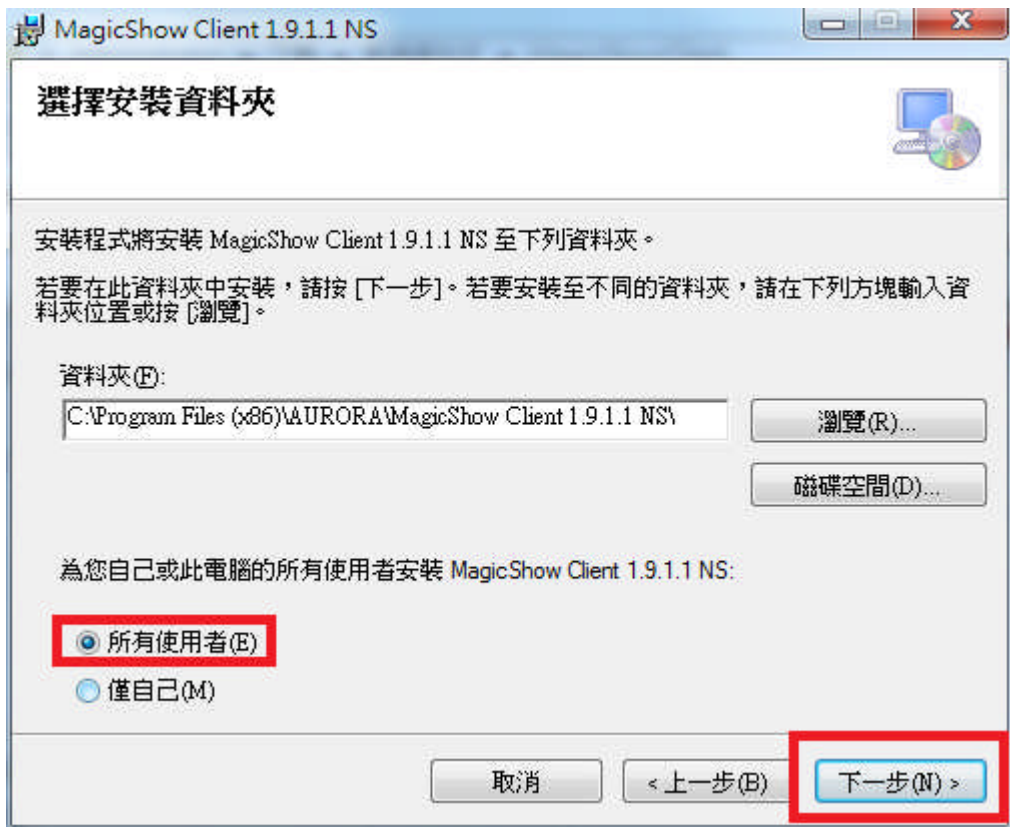 MagicShow Client 1.9.1.1 NS
選擇安裝資料夾
安裝程式將安裝 MagicShow Client 1.9.1.1 NS 至下列資料夾。
若要在此資料夾中安裝，請按 [下一步]。若要安裝至不同的資料夾，請在下列方塊輸入資
料夾位置或按 [瀏覽]。
資料夾(F):
C:\Program Files (x86)\AURORA\MagicShow Client 1.9.1.1 NS\
瀏覽(R)...
磁碟空間(D)...
為您自己或此電腦的所有使用者安裝 MagicShow Client 1.9.1.1 NS:
所有使用者(E)
僅自己(M)
取消
<上一步(B)
下一步(N) >